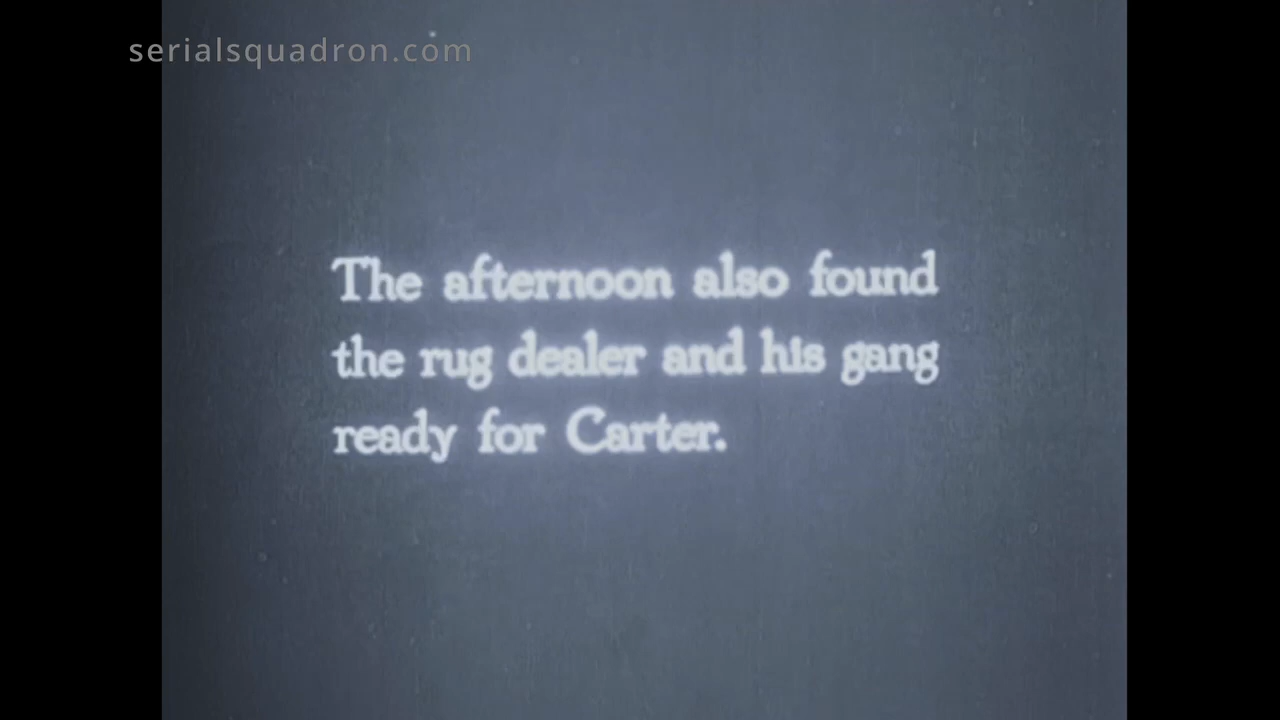 serialsquadron.com
The afternoon also found
the rug dealer and his gang
ready for Carter.